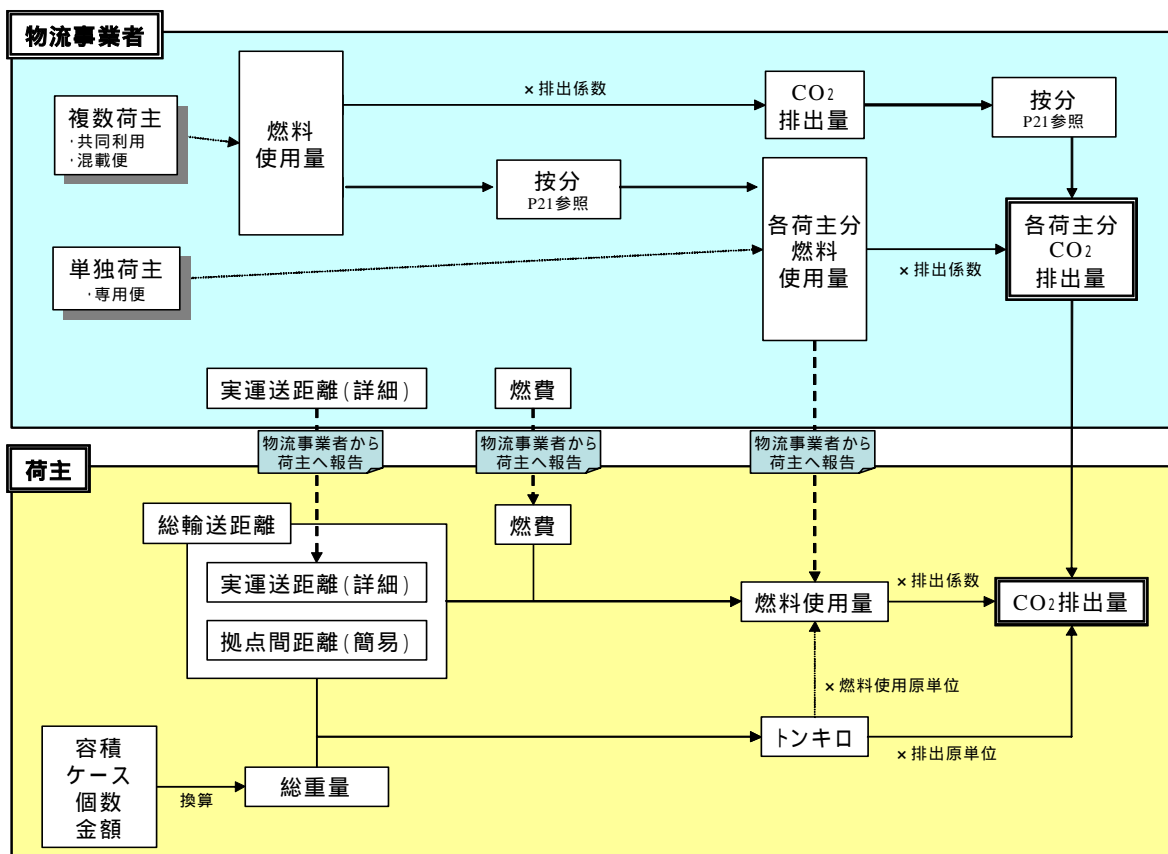 物流事業者
複数荷主
・共同利用
・混載便
燃料
使用量
×排出係数
CO2
排出量
按分
P21参照
按分
P21参照
各荷主分
燃料
使用量
×排出係数
各荷主分
CO2
排出量
単独荷主
・専用便
実運送距離(詳細)
燃費
物流事業者から
荷主へ報告
物流事業者から
荷主へ報告
物流事業者から
荷主へ報告
荷主
総輸送距離
実運送距離(詳細)
拠点間距離(簡易)
燃費
燃料使用量
×排出係数
CO2排出量
×燃料使用原単位
トンキロ
×排出原単位
容積
ケース
個数
金額
換算
総重量